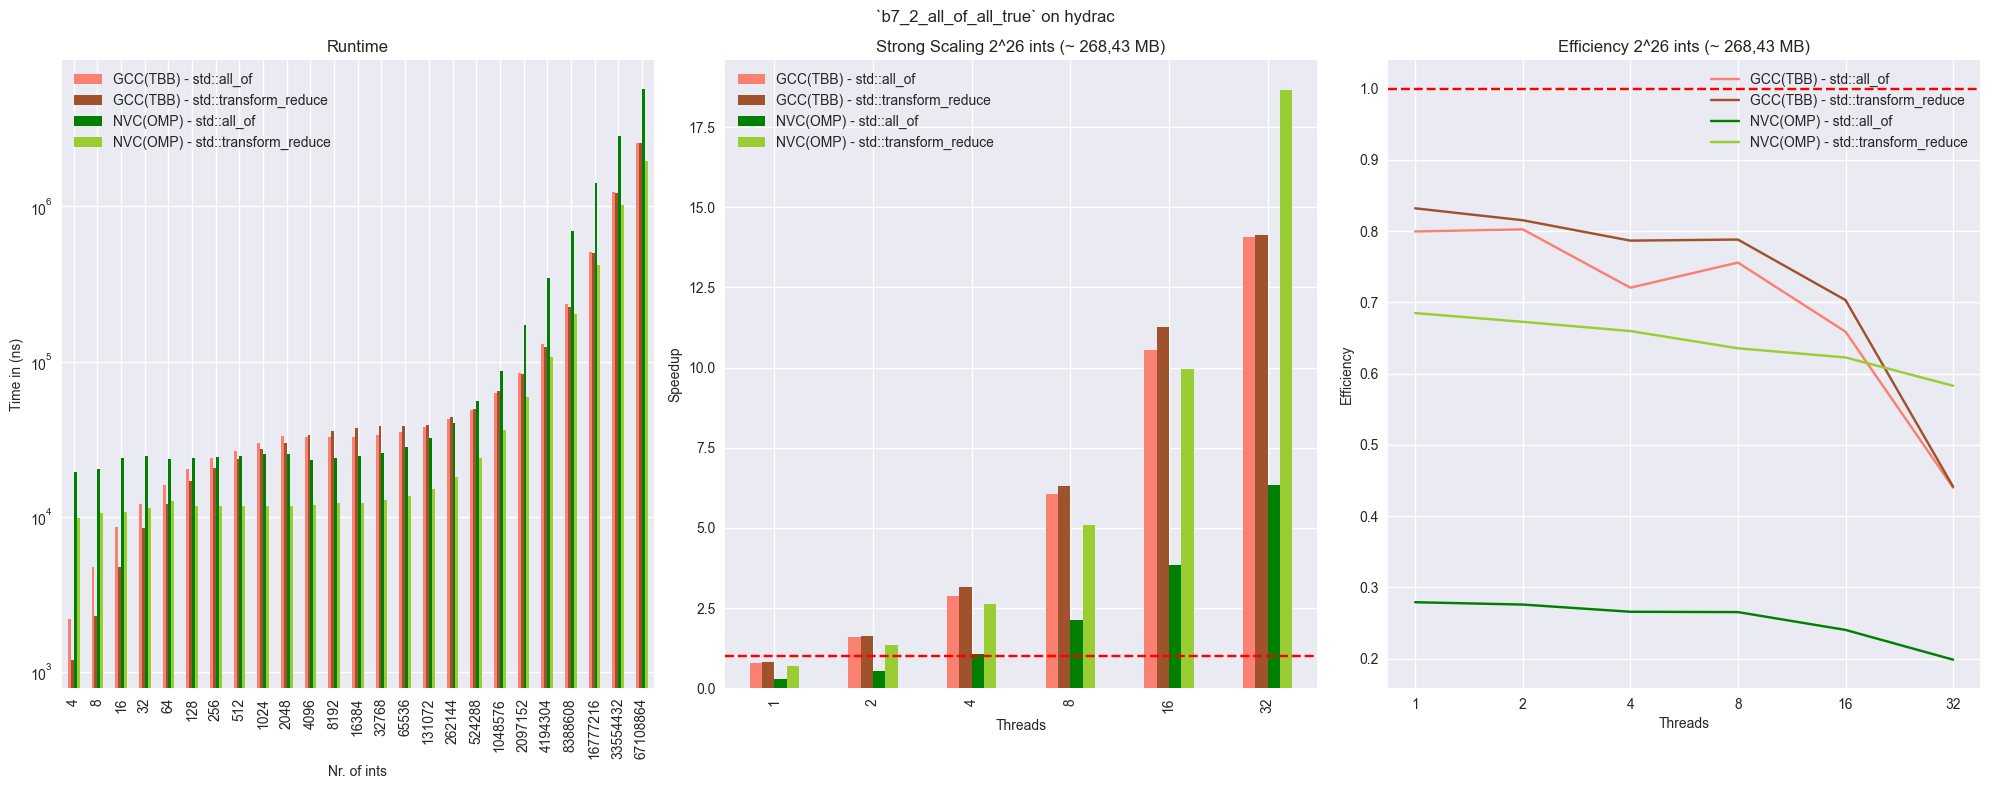 `b7_2_all_of_all_true` on hydrac
Runtime
GCC(TBB) - std::all_of
GCC(TBB) - std::transform_reduce
NVC(OMP) - std::all_of
NVC(OMP) - std::transform_reduce
Time in (ns)
10^6
10^5
10^4
10^3
4 8 16 32 64 128 256 512 1024 2048 4096 8192 16384 32768 65536 131072 262144 524288 1048576 2097152 4194304 8388608 16777216 33554432 67108864
Nr. of ints
Strong Scaling 2^26 ints (~ 268,43 MB)
GCC(TBB) - std::all_of
GCC(TBB) - std::transform_reduce
NVC(OMP) - std::all_of
NVC(OMP) - std::transform_reduce
Speedup
17.5
15.0
12.5
10.0
7.5
5.0
2.5
0.0
1 2 4 8 16 32
Threads
Efficiency 2^26 ints (~ 268,43 MB)
GCC(TBB) - std::all_of
GCC(TBB) - std::transform_reduce
NVC(OMP) - std::all_of
NVC(OMP) - std::transform_reduce
Efficiency
1.0
0.9
0.8
0.7
0.6
0.5
0.4
0.3
0.2
1 2 4 8 16 32
Threads